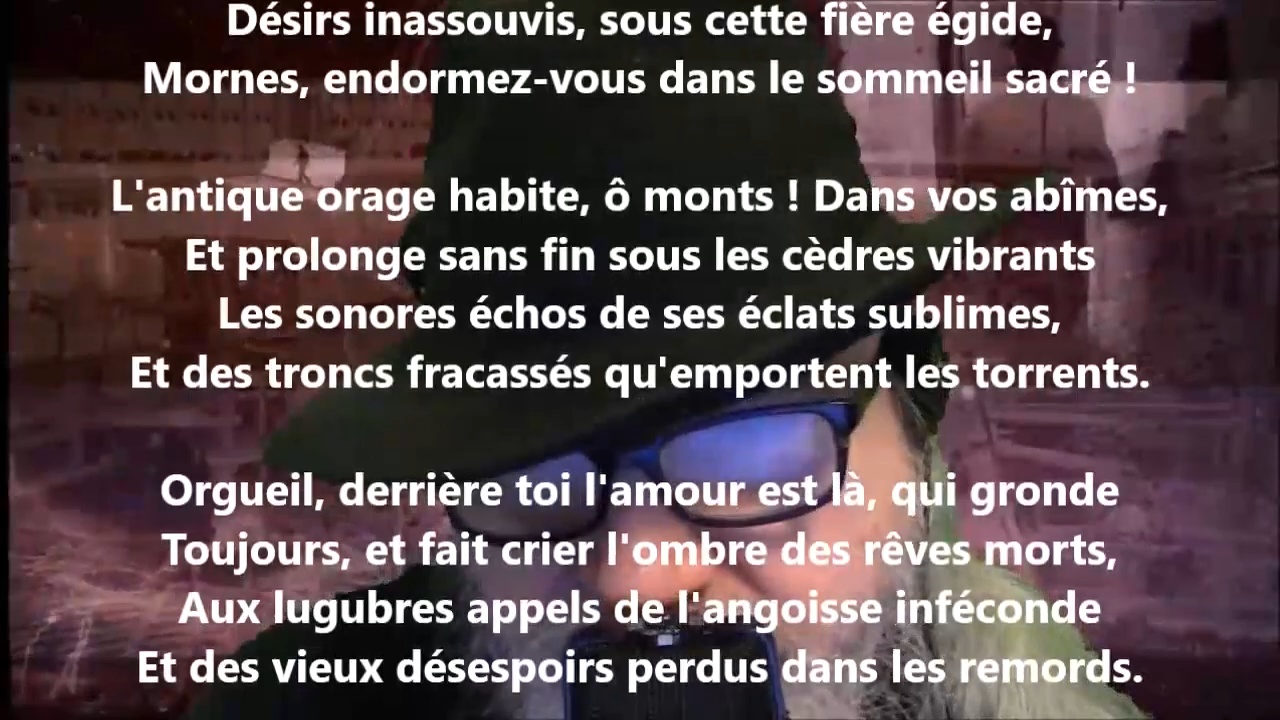 Désirs inassouvis, sous cette fière égide,
Mornes, endormez-vous dans le sommeil sacré !
L'antique orage habite, ô monts ! Dans vos abîmes,
Et prolonge sans fin sous les cèdres vibrants
Les sonores échos de ses éclats sublimes,
Et des troncs fracassés qu'emportent les torrents.
Orgueil, derrière toi l'amour est là, qui gronde
Toujours, et fait crier l'ombre des rêves morts,
Aux lugubres appels de l'angoisse inféconde
Et des vieux désespoirs perdus dans les remords.